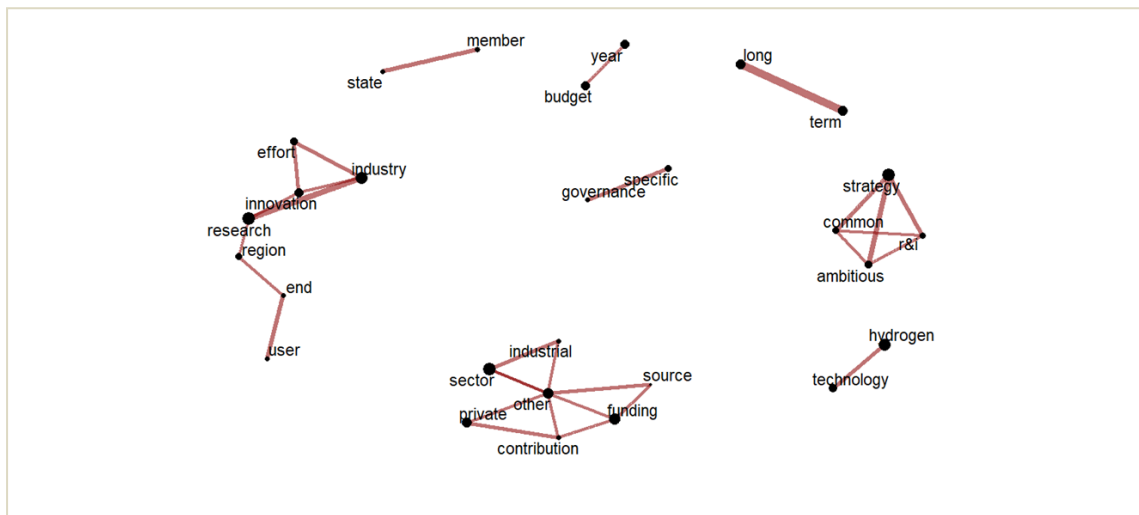 member
state
year
budget
long
term
effort
industry
innovation
research
region
end
user
specific
governance
strategy
common
r&i
ambitious
industrial
sector
source
other
private
funding
contribution
hydrogen
technology